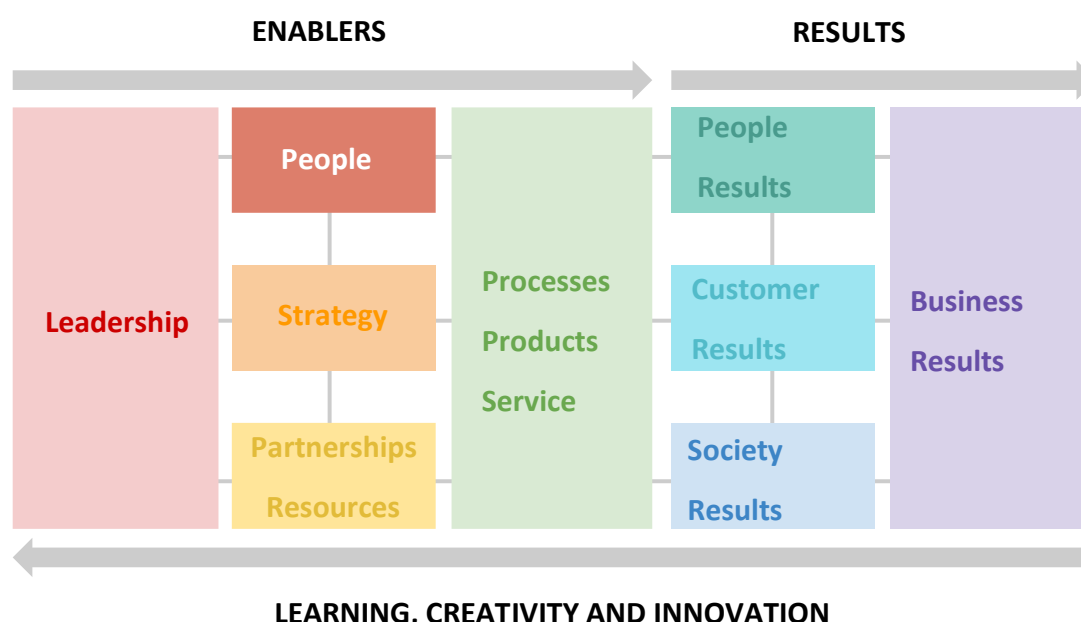 ENABLERS
RESULTS
Leadership
People
Strategy
Partnerships
Resources
Processes
Products
Service
People
Results
Customer
Results
Society
Results
Business
Results
LEARNING, CREATIVITY AND INNOVATION